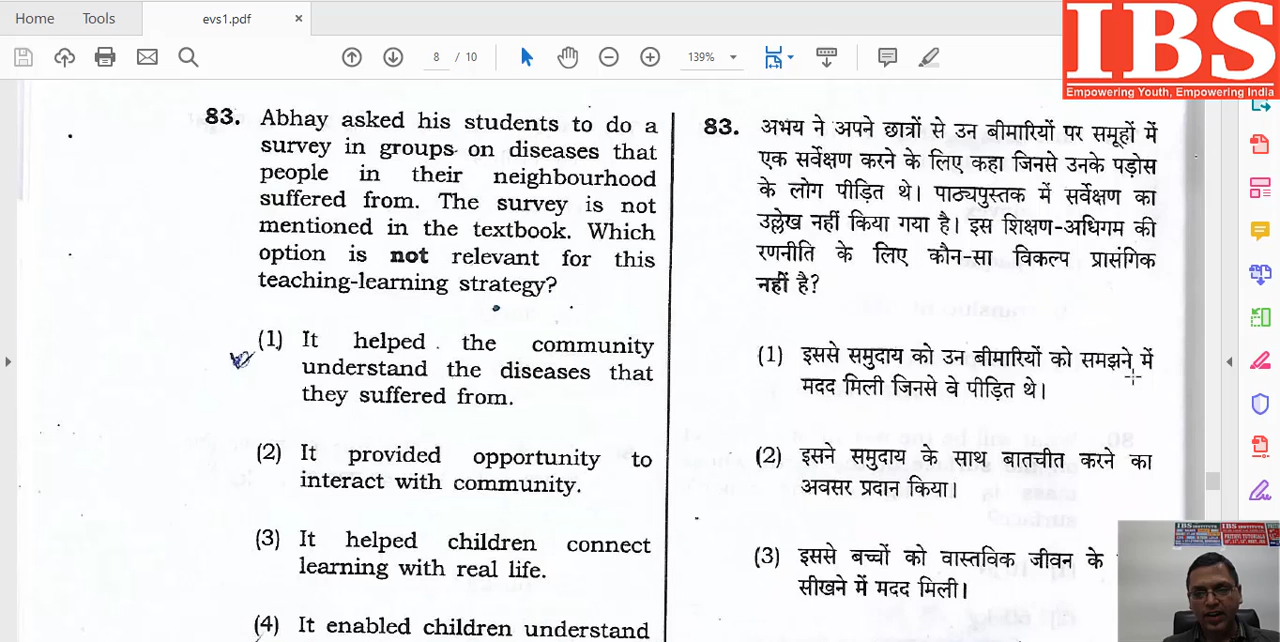 Home Tools evs1.pdf ×
8 / 10 139%
IBS
Empowering Youth, Empowering India
83. Abhay asked his students to do a
survey in groups on diseases that
people in their neighbourhood
suffered from. The survey is not
mentioned in the textbook. Which
option is not relevant for this
teaching-learning strategy?
(1) It helped the community
understand the diseases that
they suffered from.
(2) It provided opportunity to
interact with community.
(3) It helped children connect
learning with real life.
(4) It enabled children understand
83. अभय ने अपने छात्रों से उन बीमारियों पर समूहों में
एक सर्वेक्षण करने के लिए कहा जिनसे उनके पड़ोस
के लोग पीड़ित थे। पाठ्यपुस्तक में सर्वेक्षण का
उल्लेख नहीं किया गया है। इस शिक्षण-अधिगम की
रणनीति के लिए कौन-सा विकल्प प्रासंगिक
नहीं है?
(1) इससे समुदाय को उन बीमारियों को समझने में
मदद मिली जिनसे वे पीड़ित थे।
(2) इसने समुदाय के साथ बातचीत करने का
अवसर प्रदान किया।
(3) इससे बच्चों को वास्तविक जीवन के
सीखने में मदद मिली।